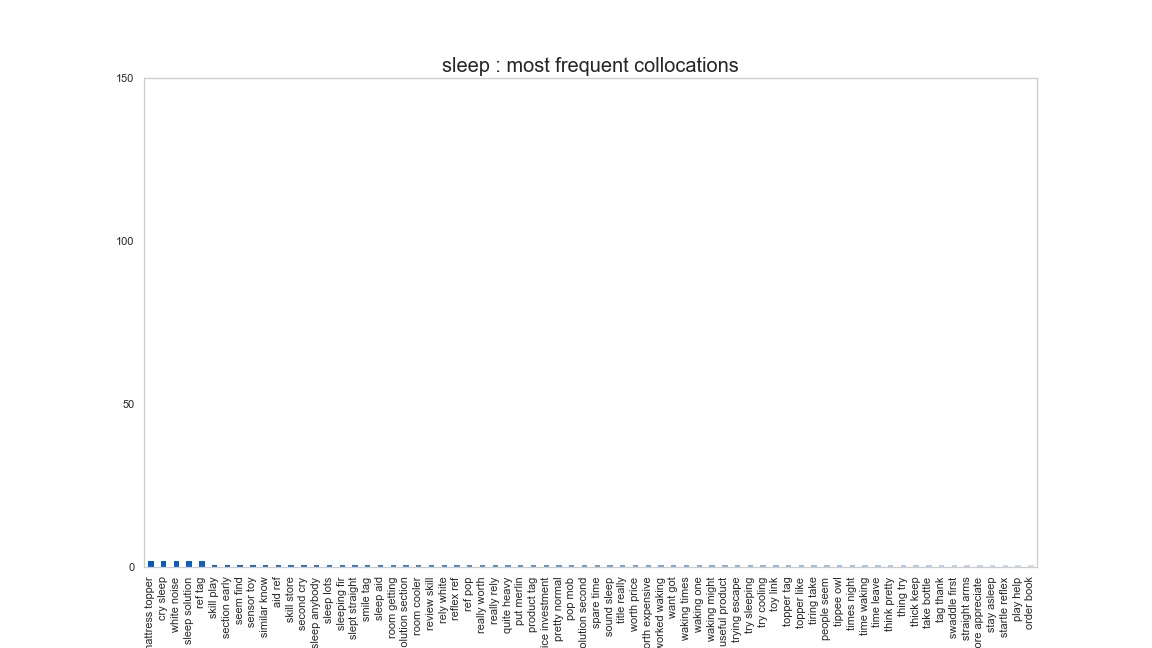 sleep : most frequent collocations
150
100
50
0
mattress topper
cry sleep
white noise
sleep solution
ref tag
skill play
section early
seem find
sensor toy
similar know
aid ref
skill store
second cry
sleep anybody
sleep lots
sleeping fir
slept straight
smile tag
sleep aid
room getting
olution section
room cooler
review skill
rely white
reflex ref
ref pop
really worth
really rely
quite heavy
put merlin
product tag
ice investment
pretty normal
pop mob
olution second
spare time
sound sleep
title really
worth price
orth expensive
worked waking
want got
waking times
waking one
waking might
useful product
trying escape
try sleeping
try cooling
toy link
topper tag
topper like
tiring take
people seem
tippee owl
times night
time waking
time leave
think pretty
thing try
thick keep
take bottle
tag thank
swaddle first
straight arms
ore appreciate
stay asleep
startle reflex
play help
order book